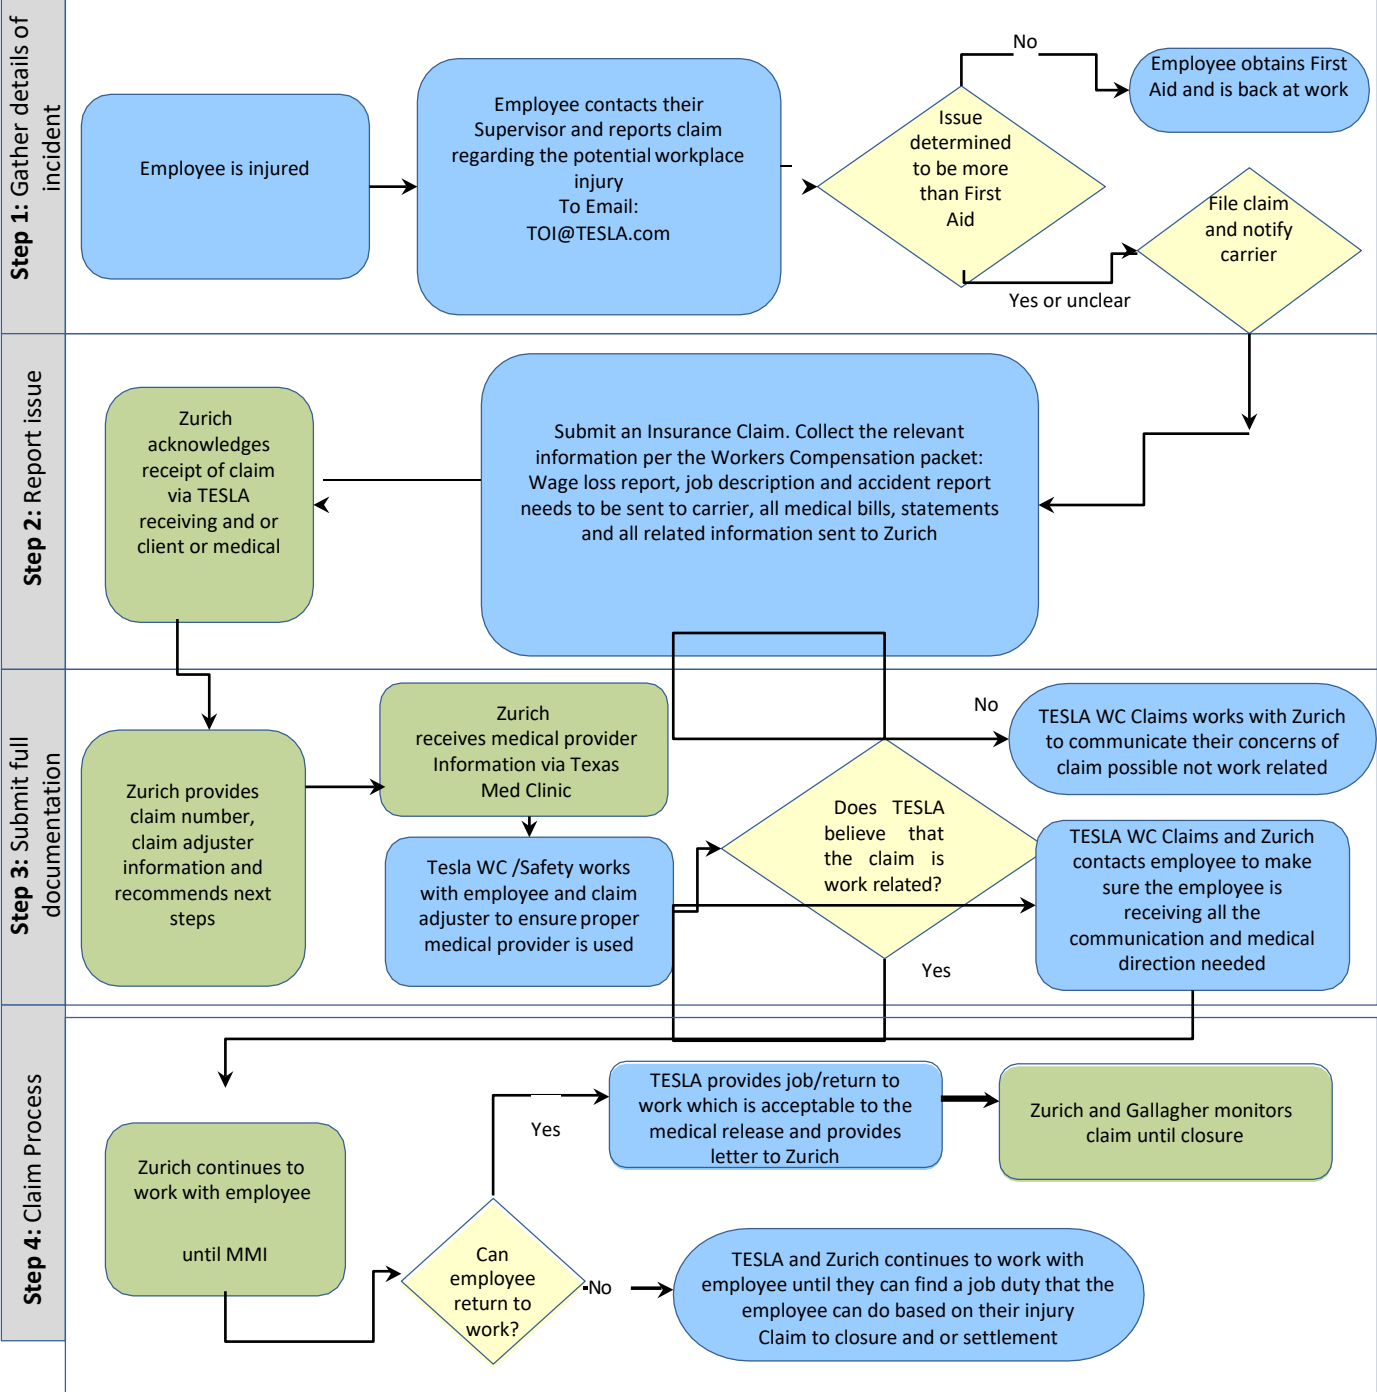 Step 1: Gather details of
incident
Employee is injured
Employee contacts their
Supervisor and reports claim
regarding the potential workplace
injury
To Email:
TOI@TESLA.com
Issue
determined
to be more
than First
Aid
No
Employee obtains First
Aid and is back at work
Yes or unclear
File claim
and notify
carrier
Step 2: Report issue
Zurich
acknowledges
receipt of claim
via TESLA
receiving and or
client or medical
Submit an Insurance Claim. Collect the relevant
information per the Workers Compensation packet:
Wage loss report, job description and accident report
needs to be sent to carrier, all medical bills, statements
and all related information sent to Zurich
Step 3: Submit full
documentation
Zurich provides
claim number,
claim adjuster
information and
recommends next
steps
Zurich
receives medical provider
Information via Texas
Med Clinic
Tesla WC /Safety works
with employee and claim
adjuster to ensure proper
medical provider is used
Does TESLA
believe that
the claim is
work related?
No
TESLA WC Claims works with Zurich
to communicate their concerns of
claim possible not work related
Yes
TESLA WC Claims and Zurich
contacts employee to make
sure the employee is
receiving all the
communication and medical
direction needed
Step 4: Claim Process
Zurich continues to
work with employee
until MMI
Can
employee
return to
work?
Yes
TESLA provides job/return to
work which is acceptable to the
medical release and provides
letter to Zurich
Zurich and Gallagher monitors
claim until closure
No
TESLA and Zurich continues to work with
employee until they can find a job duty that the
employee can do based on their injury
Claim to closure and or settlement